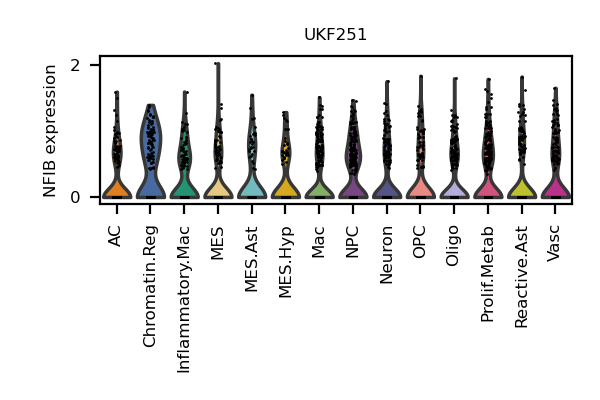 UKF251
NFIB expression
2
0
AC
Chromatin.Reg
Inflammatory.Mac
MES
MES.Ast
MES.Hyp
Mac
NPC
Neuron
OPC
Oligo
Prolif.Metab
Reactive.Ast
Vasc